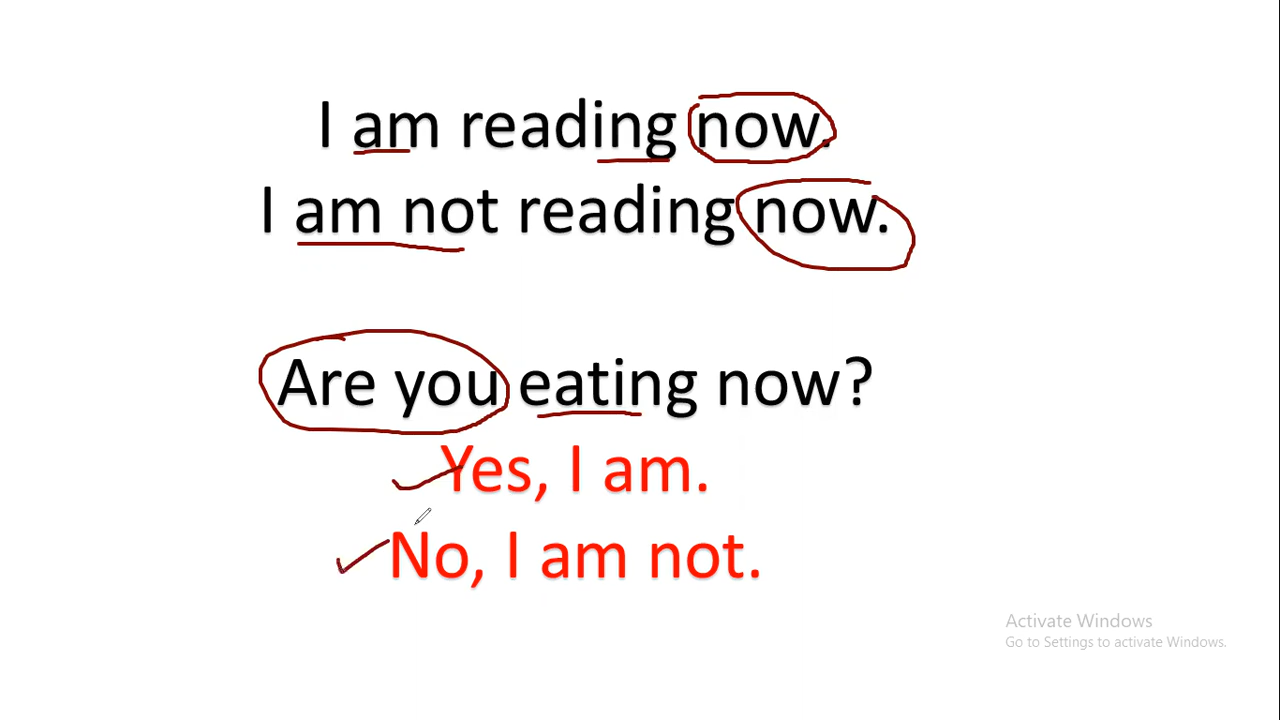 I am reading now.
I am not reading now.
Are you eating now?
Yes, I am.
No, I am not.
Activate Windows
Go to Settings to activate Windows.